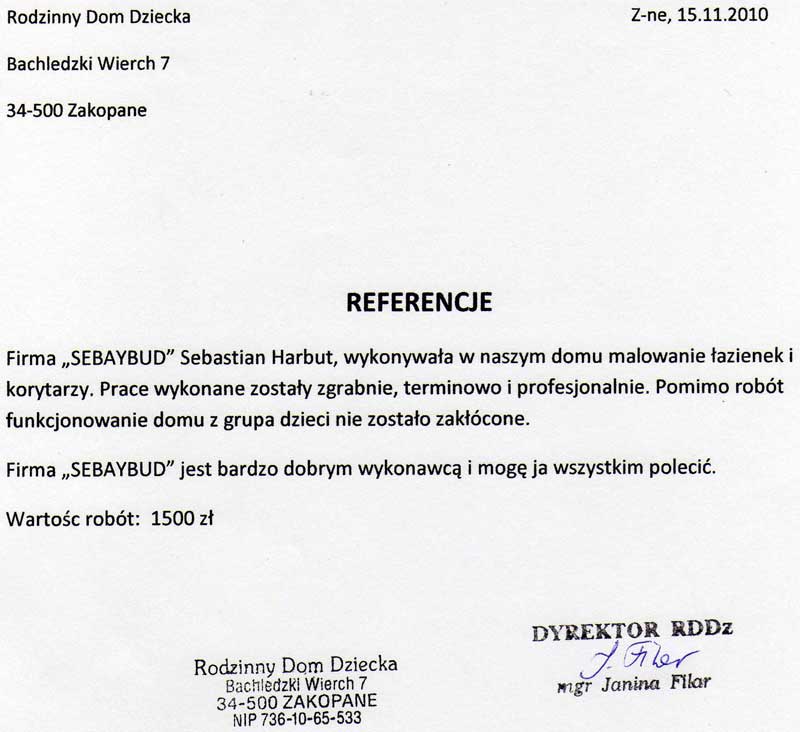 Rodzinny Dom Dziecka
Z-ne, 15.11.2010
Bachledzki Wierch 7
34-500 Zakopane
REFERENCJE
Firma „SEBAYBUD” Sebastian Harbut, wykonywała w naszym domu malowanie łazienek i
korytarzy. Prace wykonane zostały zgrabnie, terminowo i profesjonalnie. Pomimo robót
funkcjonowanie domu z grupa dzieci nie zostało zakłócone.
Firma „SEBAYBUD” jest bardzo dobrym wykonawcą i mogę ja wszystkim polecić.
Wartośc robót: 1500 zł
DYREKTOR RDDz
J. Filar
mgr Janina Filar
Rodzinny Dom Dziecka
Bachledzki Wierch 7
34-500 ZAKOPANE
NIP 736-10-65-533